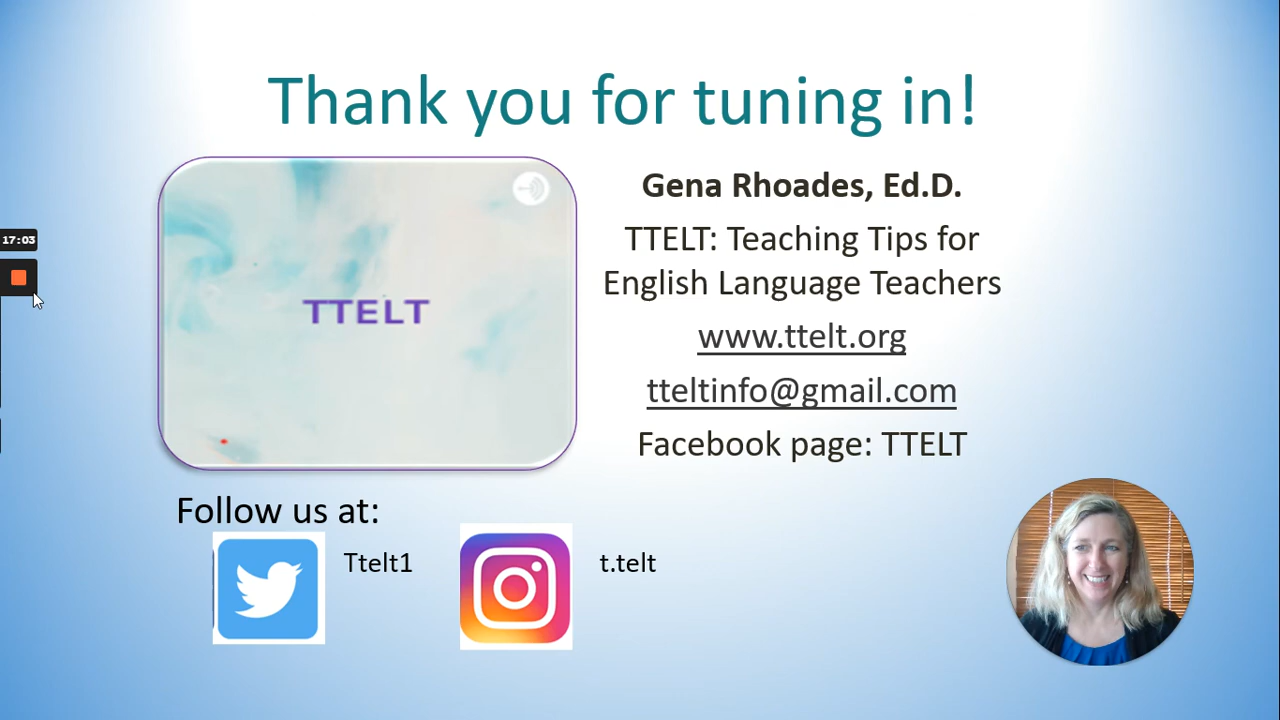 Thank you for tuning in!
17:03
TTELT
Gena Rhoades, Ed.D.
TTELT: Teaching Tips for
English Language Teachers
www.ttelt.org
tteltinfo@gmail.com
Facebook page: TTELT
Follow us at:
Ttelt1
t.telt